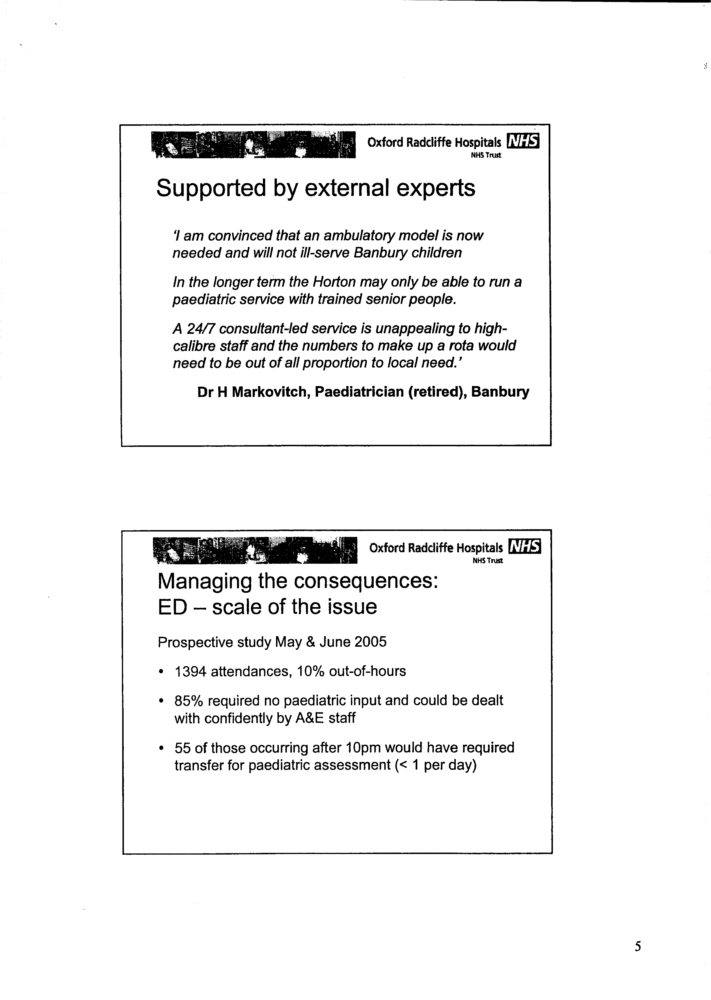 Oxford Radcliffe Hospitals NHS
NHS Trust
Supported by external experts
‘I am convinced that an ambulatory model is now
needed and will not ill-serve Banbury children
In the longer term the Horton may only be able to run a
paediatric service with trained senior people.
A 24/7 consultant-led service is unappealing to high-
calibre staff and the numbers to make up a rota would
need to be out of all proportion to local need.’
Dr H Markovitch, Paediatrician (retired), Banbury
Oxford Radcliffe Hospitals NHS
NHS Trust
Managing the consequences:
ED – scale of the issue
Prospective study May & June 2005
• 1394 attendances, 10% out-of-hours
• 85% required no paediatric input and could be dealt
with confidently by A&E staff
• 55 of those occurring after 10pm would have required
transfer for paediatric assessment (< 1 per day)
5